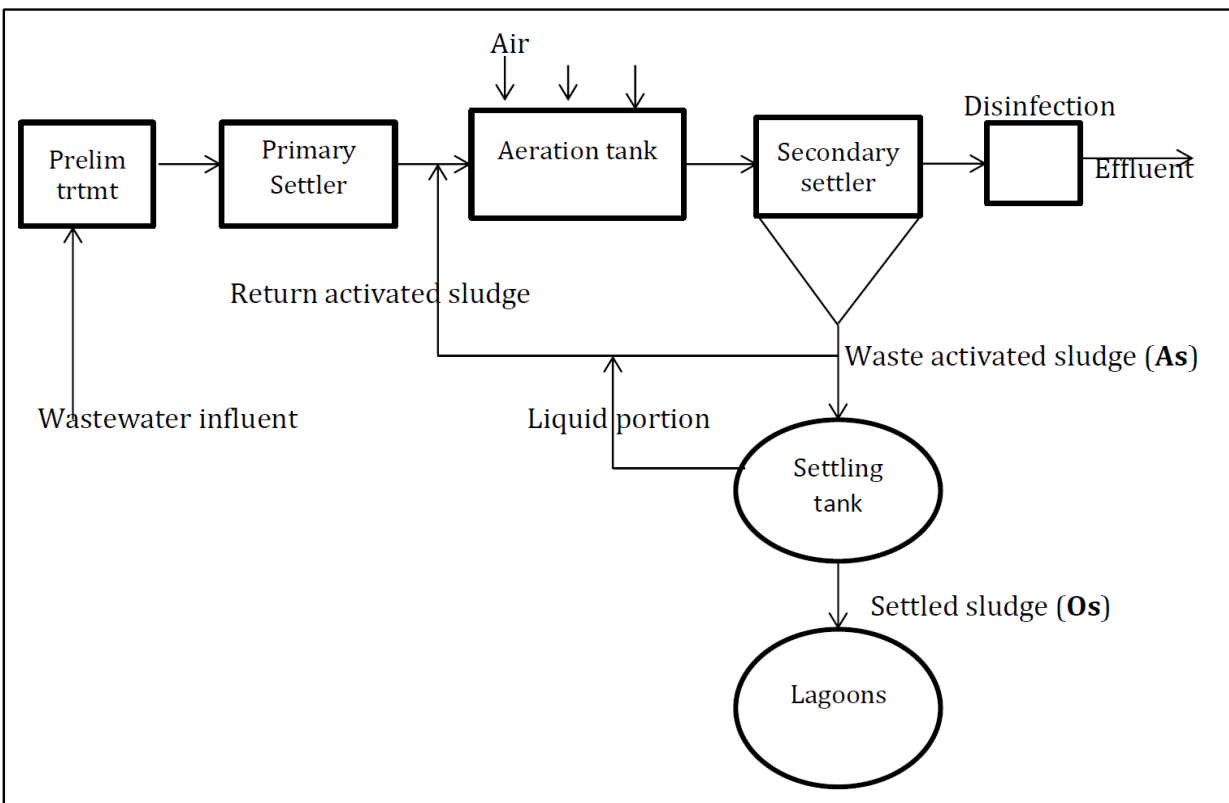 Air
Disinfection
Prelim
trtmt
Primary
Settler
Aeration tank
Secondary
settler
Effluent
Return activated sludge
Waste activated sludge (As)
Wastewater influent
Liquid portion
Settling
tank
Settled sludge (Os)
Lagoons